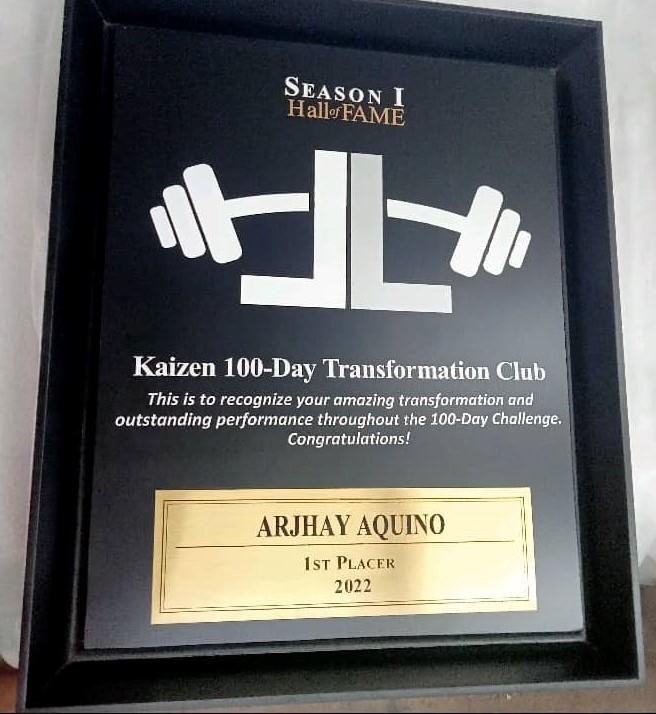 SEASON I
Hall of FAME
Kaizen 100-Day Transformation Club
This is to recognize your amazing transformation and
outstanding performance throughout the 100-Day Challenge.
Congratulations!
ARJHAY AQUINO
1ST PLACER
2022